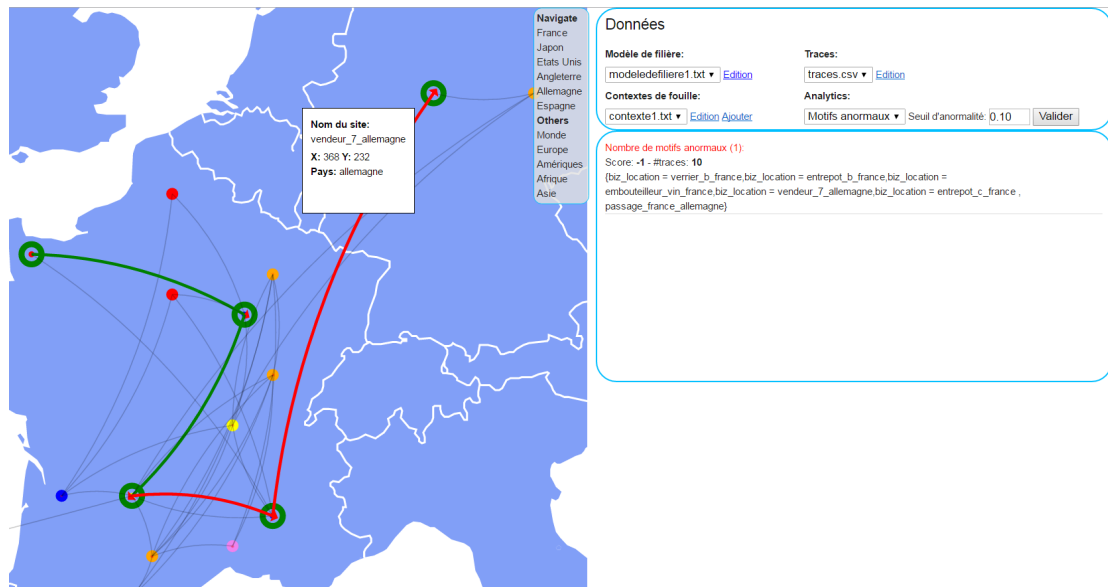 Nom du site:
vendeur_7_allemagne
X: 368 Y: 232
Pays: allemagne
Navigate
France
Japon
Etats Unis
Angleterre
Allemagne
Espagne
Others
Monde
Europe
Amériques
Afrique
Asie
Données
Modèle de filière: Traces:
modeledefiliere1.txt Edition traces.csv Edition
Contextes de fouille: Analytics:
contexte1.txt Edition Ajouter Motifs anormaux Seuil d'anormalité: 0.10 Valider
Nombre de motifs anormaux (1):
Score: -1 - #traces: 10
{biz_location = verrier_b_france,biz_location = entrepot_b_france,biz_location =
embouteilleur_vin_france,biz_location = vendeur_7_allemagne,biz_location = entrepot_c_france ,
passage_france_allemagne}